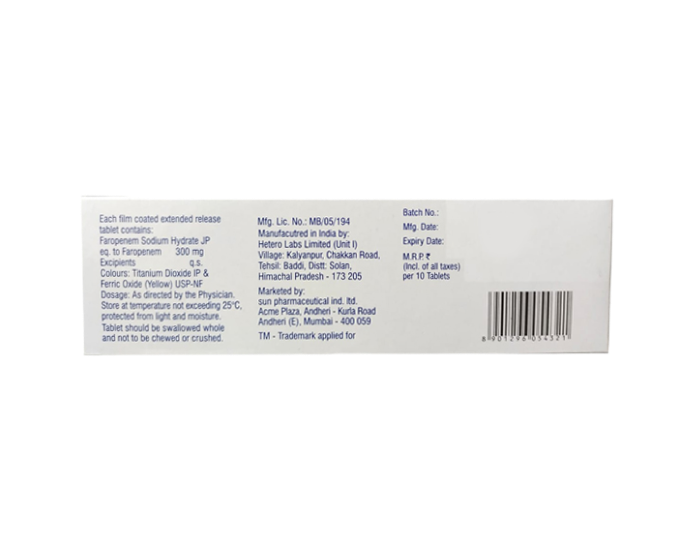 Each film coated extended release
tablet contains:
Faropenem Sodium Hydrate JP
eq. to Faropenem 300 mg
Excipients q.s.
Colours: Titanium Dioxide IP &
Ferric Oxide (Yellow) USP-NF
Dosage: As directed by the Physician.
Store at temperature not exceeding 25°C,
protected from light and moisture.
Tablet should be swallowed whole
and not to be chewed or crushed.
Mfg. Lic. No.: MB/05/194
Manufacutred in India by:
Hetero Labs Limited (Unit I)
Village: Kalyanpur, Chakkan Road,
Tehsil: Baddi, Distt: Solan,
Himachal Pradesh - 173 205
Marketed by:
sun pharmaceutical ind. ltd.
Acme Plaza, Andheri - Kurla Road
Andheri (E), Mumbai - 400 059
TM - Trademark applied for
Batch No.:
Mfg. Date:
Expiry Date:
M.R.P. ₹
(Incl. of all taxes)
per 10 Tablets
8 901296 054321